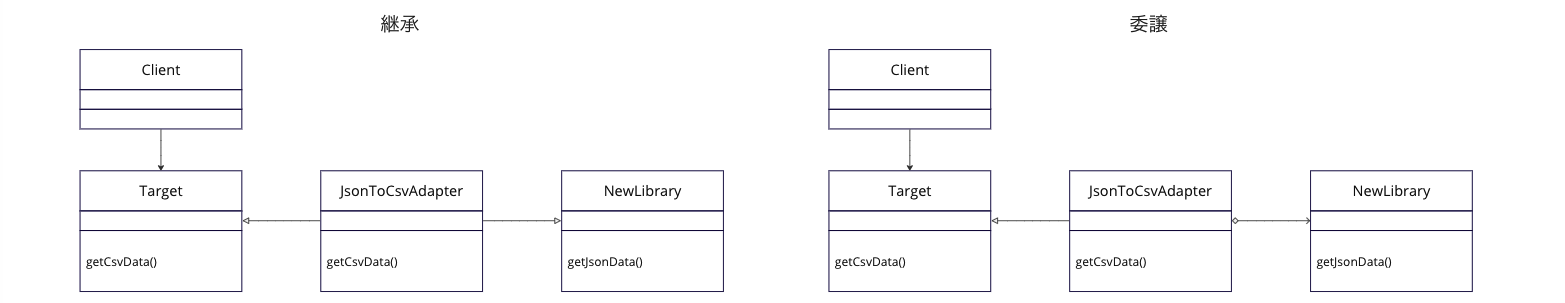 継承
Client
Target
getCsvData()
JsonToCsvAdapter
getCsvData()
NewLibrary
getJsonData()
委譲
Client
Target
getCsvData()
JsonToCsvAdapter
getCsvData()
NewLibrary
getJsonData()